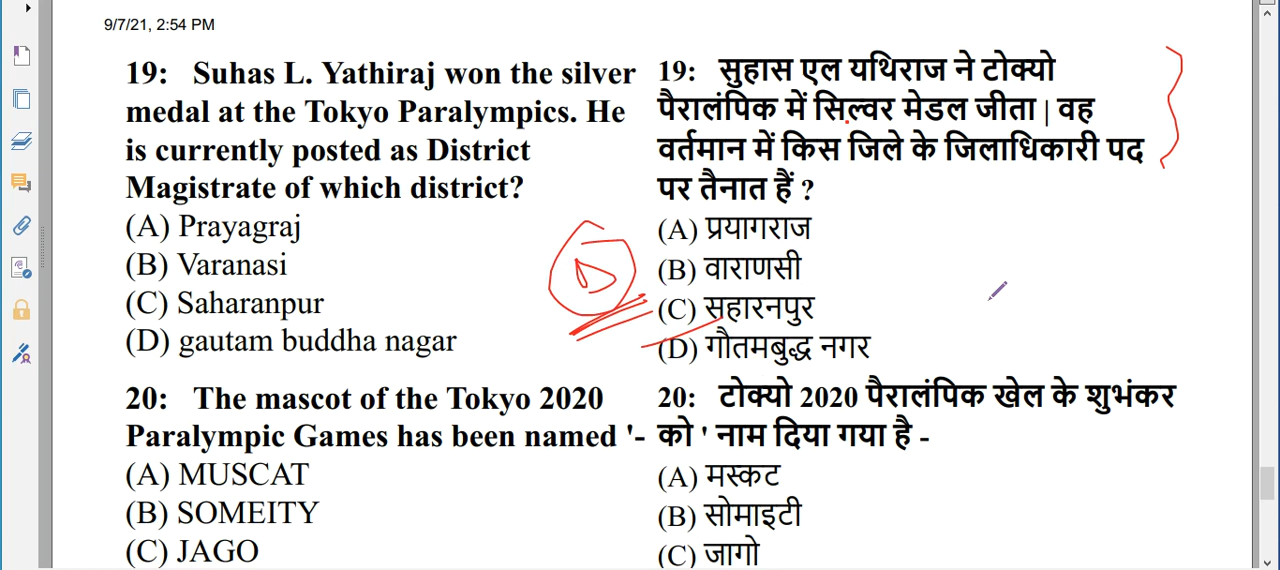 9/7/21, 2:54 PM
19: Suhas L. Yathiraj won the silver
medal at the Tokyo Paralympics. He
is currently posted as District
Magistrate of which district?
(A) Prayagraj
(B) Varanasi
(C) Saharanpur
(D) gautam buddha nagar
20: The mascot of the Tokyo 2020
Paralympic Games has been named '-
(A) MUSCAT
(B) SOMEITY
(C) JAGO
19: सुहास एल यथिराज ने टोक्यो
पैरालंपिक में सिल्वर मेडल जीता | वह
वर्तमान में किस जिले के जिलाधिकारी पद
पर तैनात हैं ?
(A) प्रयागराज
(B) वाराणसी
(C) सहारनपुर
(D) गौतमबुद्ध नगर
D
20: टोक्यो 2020 पैरालंपिक खेल के शुभंकर
को ' नाम दिया गया है -
(A) मस्कट
(B) सोमाइटी
(C) जागो